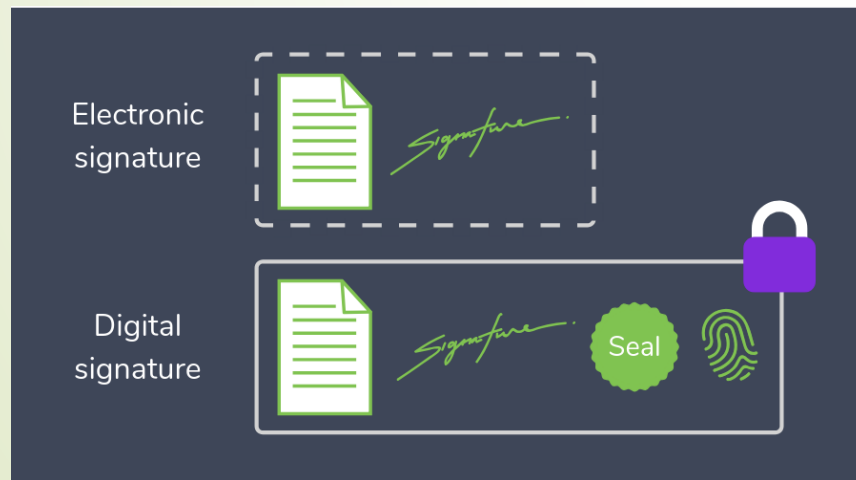 Electronic
signature
Signature
Digital
signature
Signature
Seal